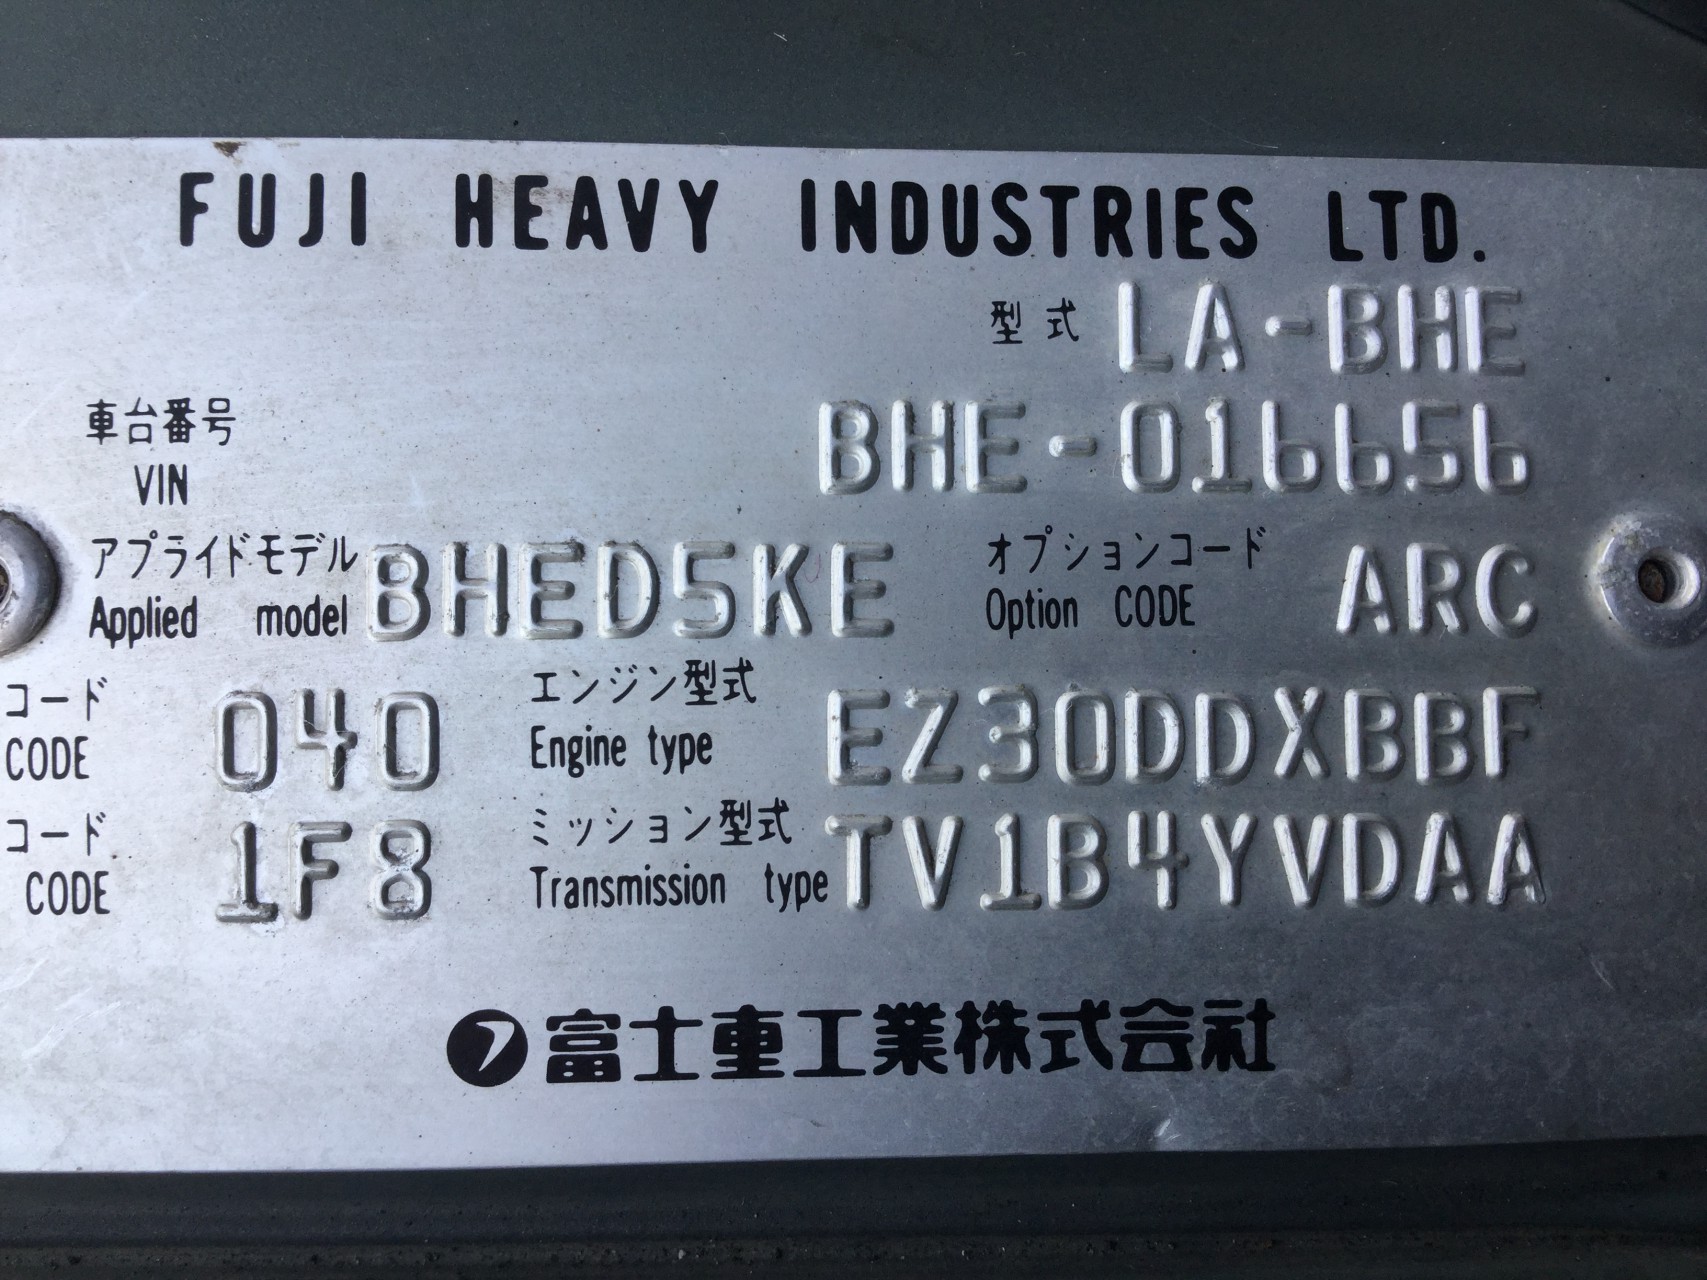 FUJI HEAVY INDUSTRIES LTD.
型式 LA-BHE
車台番号 BHE-016656
VIN
アプライドモデル BHED5KE オプションコード ARC
Applied model Option CODE
コード 040 エンジン型式 EZ30DDXBBF
CODE Engine type
コード 1F8 ミッション型式 TV1B4YVDAA
CODE Transmission type
富士重工業株式会社